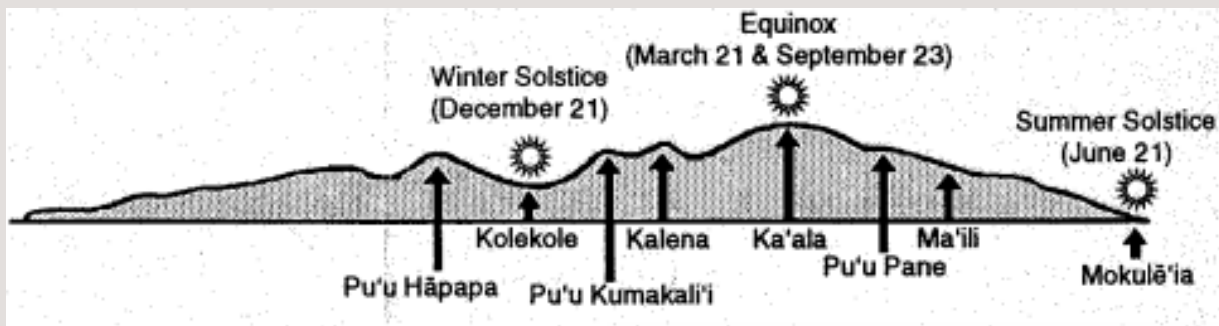 Equinox
(March 21 & September 23)
Winter Solstice
(December 21)
Summer Solstice
(June 21)
Kolekole
Kalena
Ka'ala
Ma'ili
Pu'u Pane
Mokulē'ia
Pu'u Hāpapa
Pu'u Kumakali'i